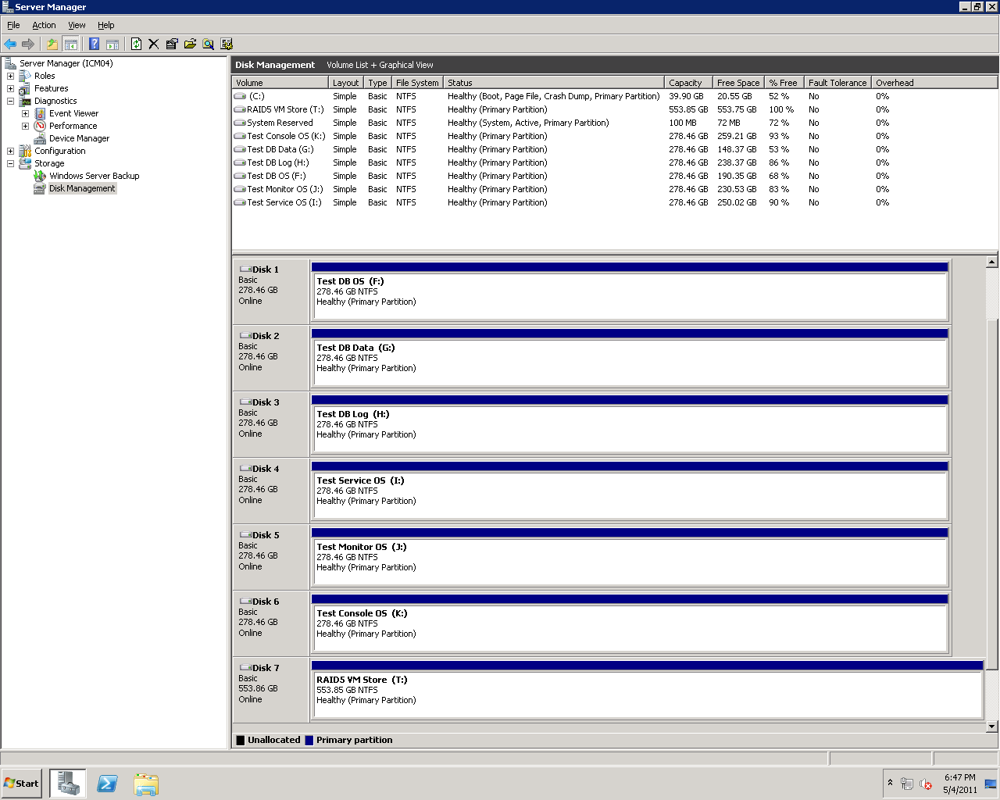 Server Manager
File Action View Help
Server Manager (ICM04)
Roles
Features
Diagnostics
Event Viewer
Performance
Device Manager
Configuration
Storage
Windows Server Backup
Disk Management
Disk Management Volume List + Graphical View
Volume Layout Type File System Status Capacity Free Space % Free Fault Tolerance Overhead
(C:) Simple Basic NTFS Healthy (Boot, Page File, Crash Dump, Primary Partition) 39.90 GB 20.55 GB 52 % No 0%
RAID5 VM Store (T:) Simple Basic NTFS Healthy (Primary Partition) 553.85 GB 553.75 GB 100 % No 0%
System Reserved Simple Basic NTFS Healthy (System, Active, Primary Partition) 100 MB 72 MB 72 % No 0%
Test Console OS (K:) Simple Basic NTFS Healthy (Primary Partition) 278.46 GB 259.21 GB 93 % No 0%
Test DB Data (G:) Simple Basic NTFS Healthy (Primary Partition) 278.46 GB 148.37 GB 53 % No 0%
Test DB Log (H:) Simple Basic NTFS Healthy (Primary Partition) 278.46 GB 238.37 GB 86 % No 0%
Test DB OS (F:) Simple Basic NTFS Healthy (Primary Partition) 278.46 GB 190.35 GB 68 % No 0%
Test Monitor OS (J:) Simple Basic NTFS Healthy (Primary Partition) 278.46 GB 230.53 GB 83 % No 0%
Test Service OS (I:) Simple Basic NTFS Healthy (Primary Partition) 278.46 GB 250.02 GB 90 % No 0%
Disk 1
Basic
278.46 GB
Online
Test DB OS (F:)
278.46 GB NTFS
Healthy (Primary Partition)
Disk 2
Basic
278.46 GB
Online
Test DB Data (G:)
278.46 GB NTFS
Healthy (Primary Partition)
Disk 3
Basic
278.46 GB
Online
Test DB Log (H:)
278.46 GB NTFS
Healthy (Primary Partition)
Disk 4
Basic
278.46 GB
Online
Test Service OS (I:)
278.46 GB NTFS
Healthy (Primary Partition)
Disk 5
Basic
278.46 GB
Online
Test Monitor OS (J:)
278.46 GB NTFS
Healthy (Primary Partition)
Disk 6
Basic
278.46 GB
Online
Test Console OS (K:)
278.46 GB NTFS
Healthy (Primary Partition)
Disk 7
Basic
553.86 GB
Online
RAID5 VM Store (T:)
553.85 GB NTFS
Healthy (Primary Partition)
Unallocated Primary partition
Start
6:47 PM
5/4/2011